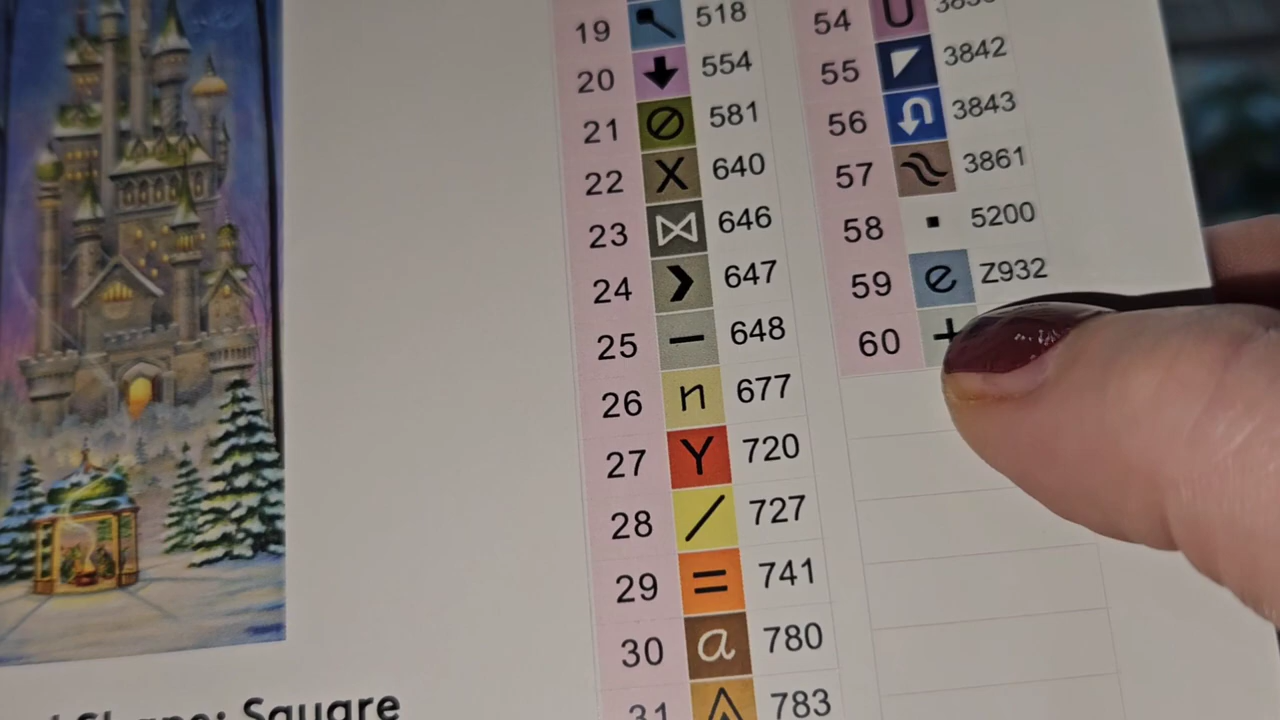 19 518
20 554
21 581
22 X 640
23 646
24 647
25 – 648
26 n 677
27 Y 720
28 / 727
29 = 741
30 a 780
31 783
54 U
55 3842
56 3843
57 3861
58 5200
59 e Z932
60 +
Square